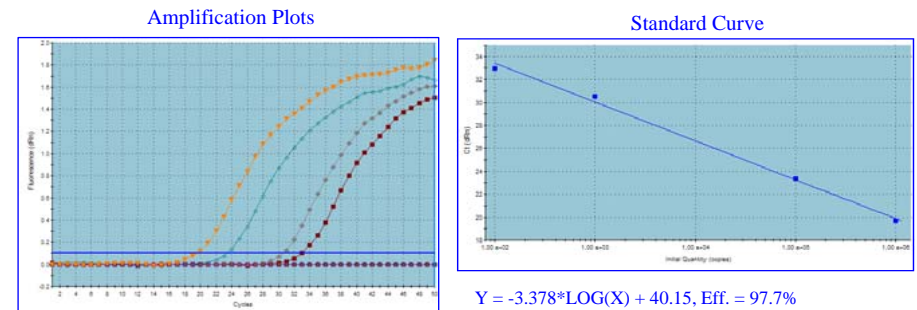 Amplification Plots
Standard Curve
Fluorescence (dRn)
2.0
1.8
1.6
1.4
1.2
1.0
0.8
0.6
0.4
0.2
0.0
-0.2
2 4 6 8 10 12 14 16 18 20 22 24 26 28 30 32 34 36 38 40 42 44 46 48 50
Cycles
Ct (dRn)
34
32
30
28
26
24
22
20
18
1.00 e+02 1.00 e+03 1.00 e+04 1.00 e+05 1.00 e+06
Initial Quantity (copies)
Y = -3.378*LOG(X) + 40.15, Eff. = 97.7%